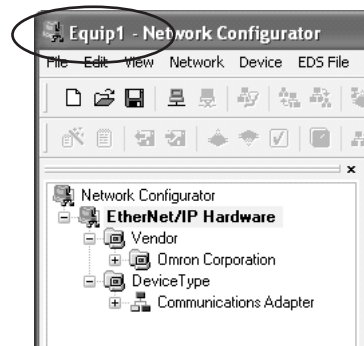 Equip1 - Network Configurator
File Edit View Network Device EDS File
Network Configurator
EtherNet/IP Hardware
Vendor
Omron Corporation
DeviceType
Communications Adapter